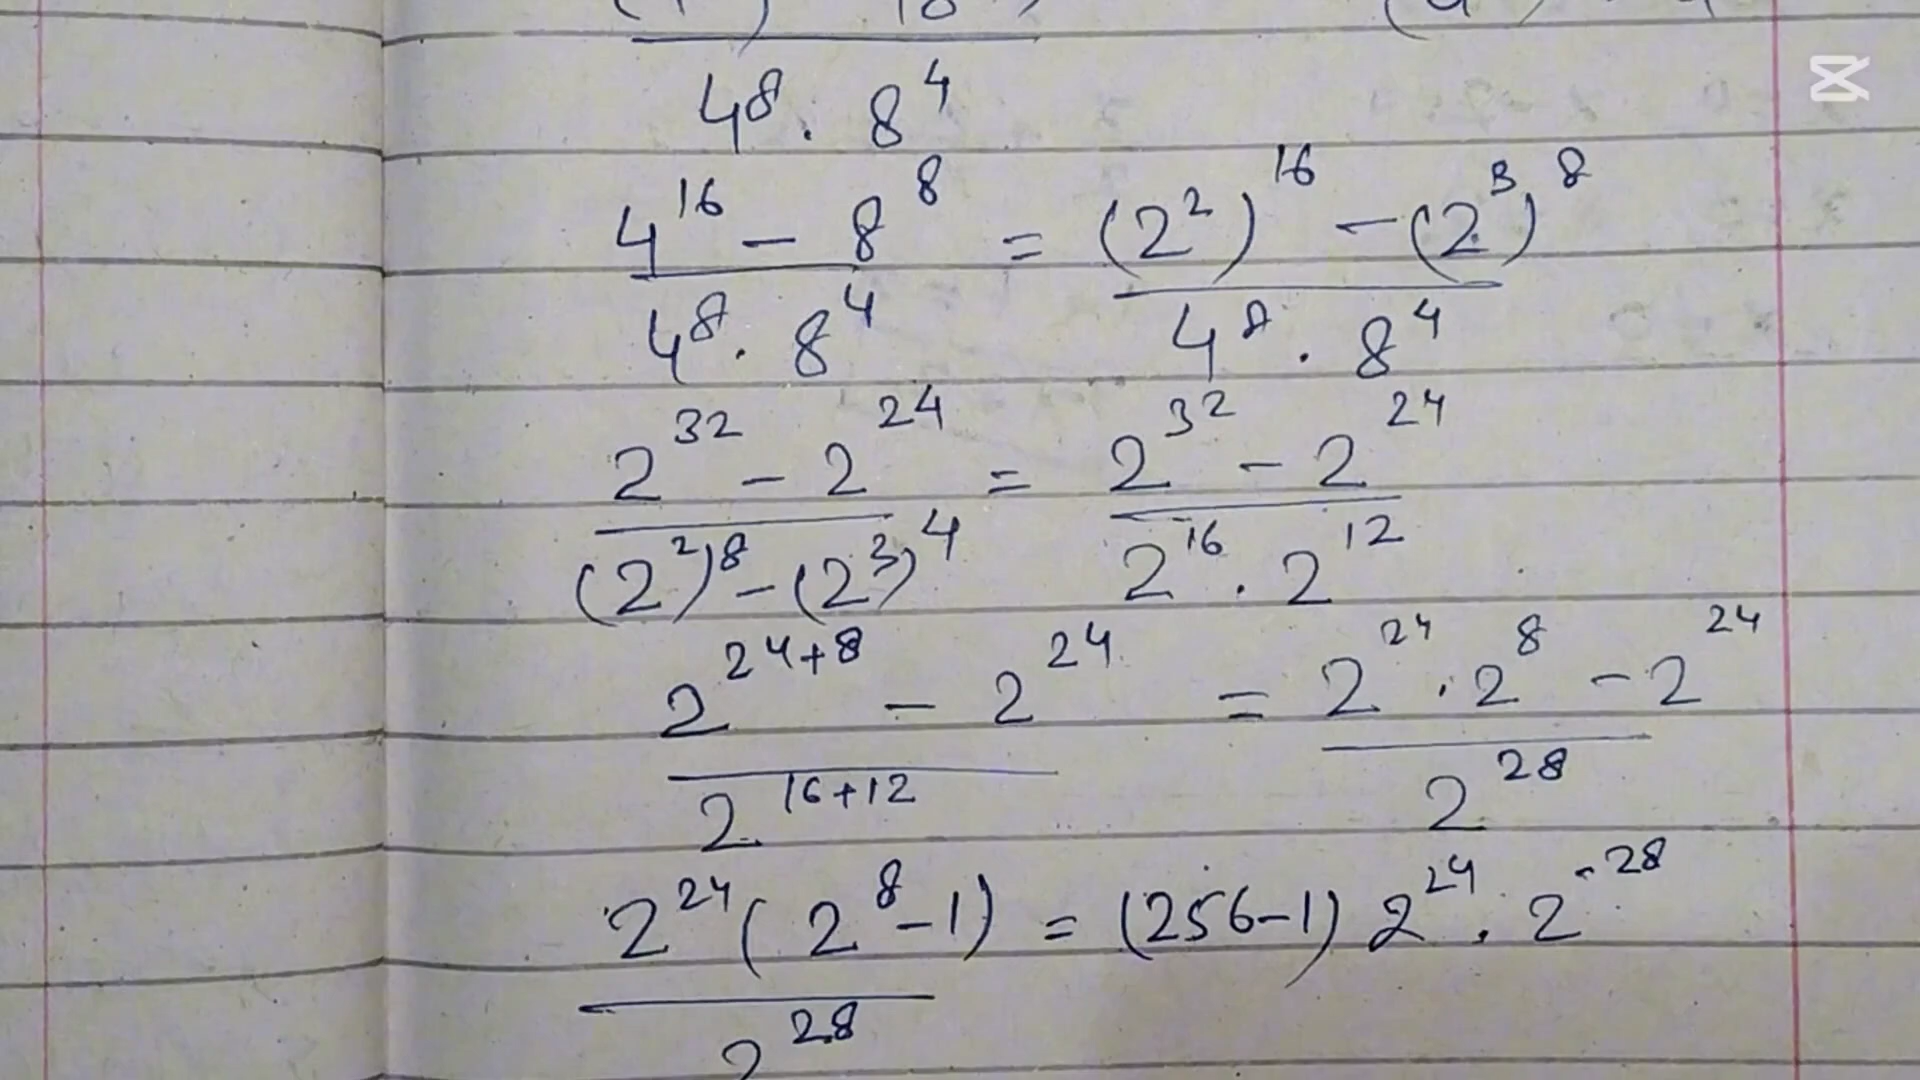 4^8 . 8^4
(4^16 - 8^8)/(4^8 . 8^4) = ((2^2)^16 - (2^3)^8)/(4^8 . 8^4)
(2^32 - 2^24)/((2^2)^8 - (2^3)^4) = (2^32 - 2^24)/(2^16 . 2^12)
(2^(24+8) - 2^24)/(2^(16+12)) = (2^24 . 2^8 - 2^24)/(2^28)
(2^24 (2^8 - 1))/(2^28) = (256-1) 2^24 . 2^-28